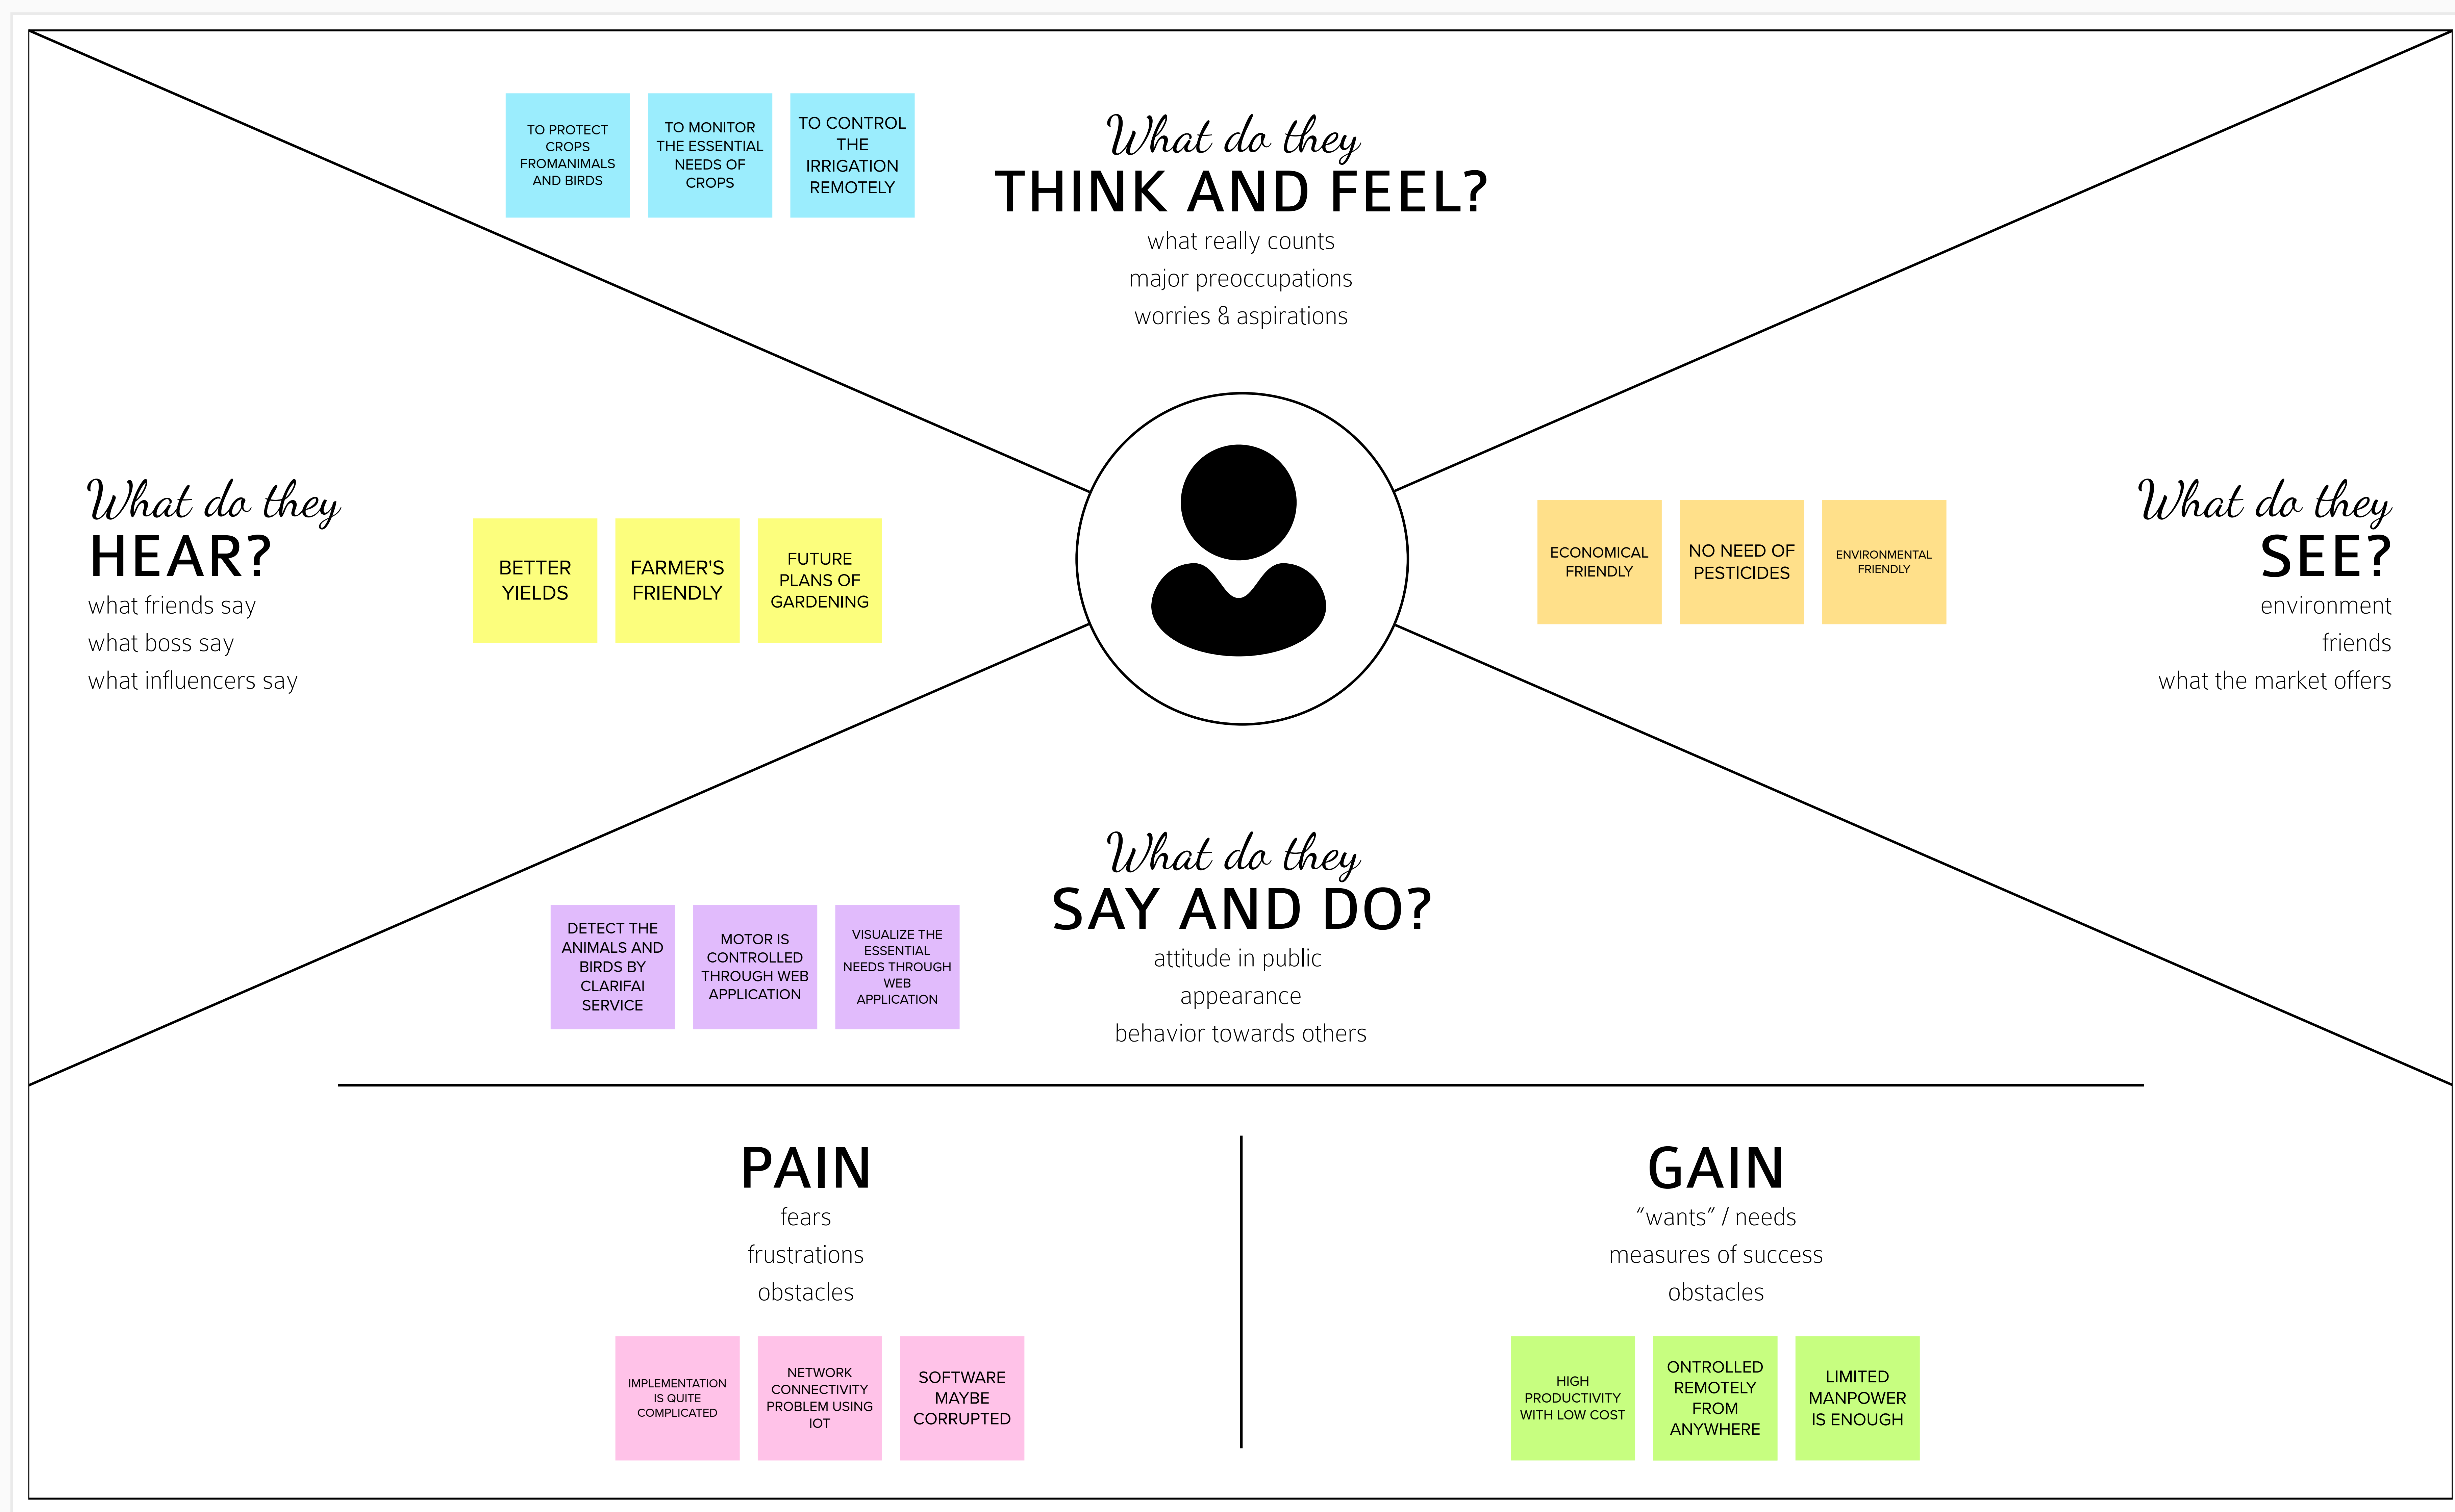 TO PROTECT
CROPS
FROMANIMALS
AND BIRDS
TO MONITOR
THE ESSENTIAL
NEEDS OF
CROPS
TO CONTROL
THE
IRRIGATION
REMOTELY
What do they
THINK AND FEEL?
what really counts
major preoccupations
worries & aspirations
What do they
HEAR?
what friends say
what boss say
what influencers say
BETTER
YIELDS
FARMER'S
FRIENDLY
FUTURE
PLANS OF
GARDENING
ECONOMICAL
FRIENDLY
NO NEED OF
PESTICIDES
ENVIRONMENTAL
FRIENDLY
What do they
SEE?
environment
friends
what the market offers
What do they
SAY AND DO?
attitude in public
appearance
behavior towards others
DETECT THE
ANIMALS AND
BIRDS BY
CLARIFAI
SERVICE
MOTOR IS
CONTROLLED
THROUGH WEB
APPLICATION
VISUALIZE THE
ESSENTIAL
NEEDS THROUGH
WEB
APPLICATION
PAIN
fears
frustrations
obstacles
IMPLEMENTATION
IS QUITE
COMPLICATED
NETWORK
CONNECTIVITY
PROBLEM USING
IOT
SOFTWARE
MAYBE
CORRUPTED
GAIN
“wants” / needs
measures of success
obstacles
HIGH
PRODUCTIVITY
WITH LOW COST
ONTROLLED
REMOTELY
FROM
ANYWHERE
LIMITED
MANPOWER
IS ENOUGH